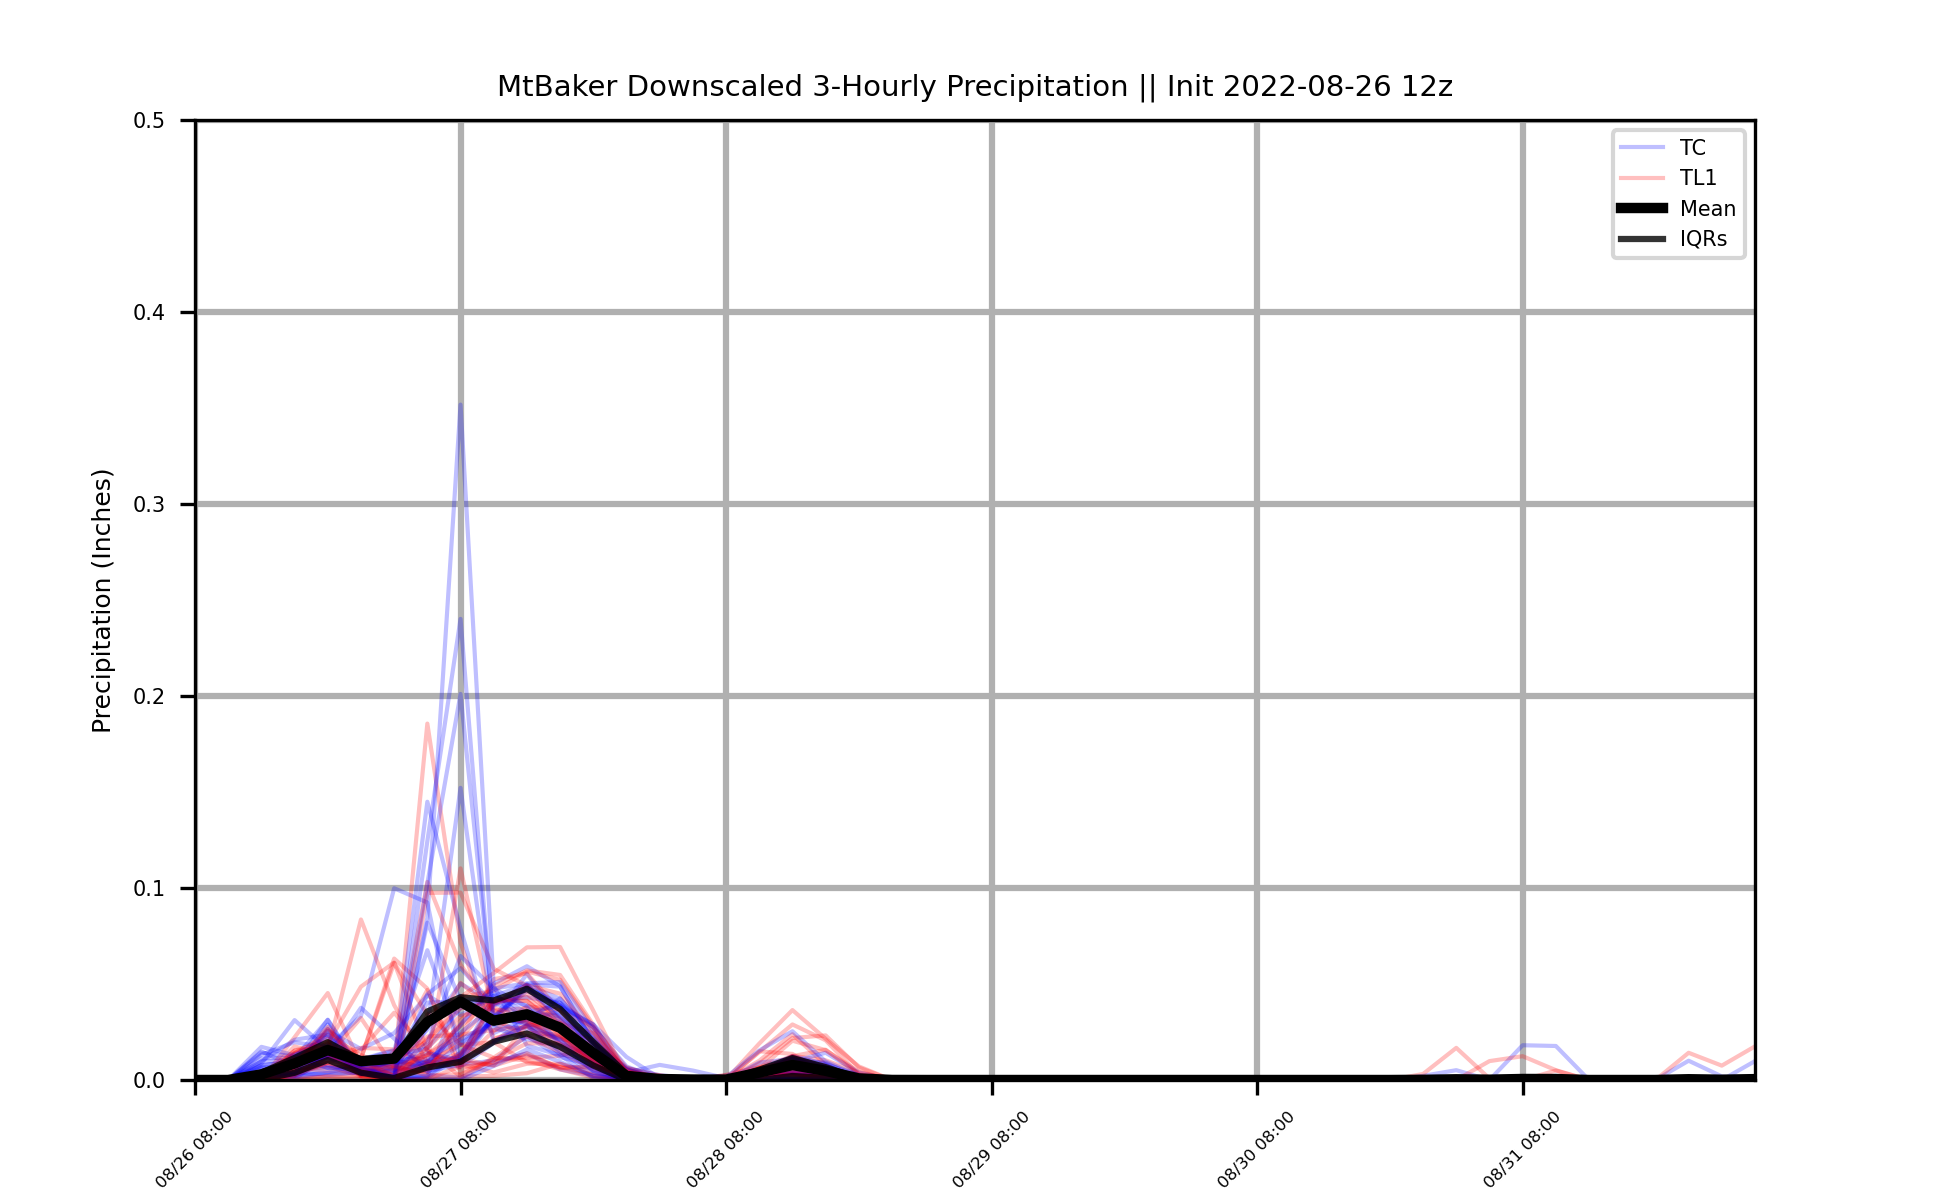 MtBaker Downscaled 3-Hourly Precipitation || Init 2022-08-26 12z
Precipitation (Inches)
0.5
0.4
0.3
0.2
0.1
0.0
TC
TL1
Mean
IQRs
08/26 08:00
08/27 08:00
08/28 08:00
08/29 08:00
08/30 08:00
08/31 08:00